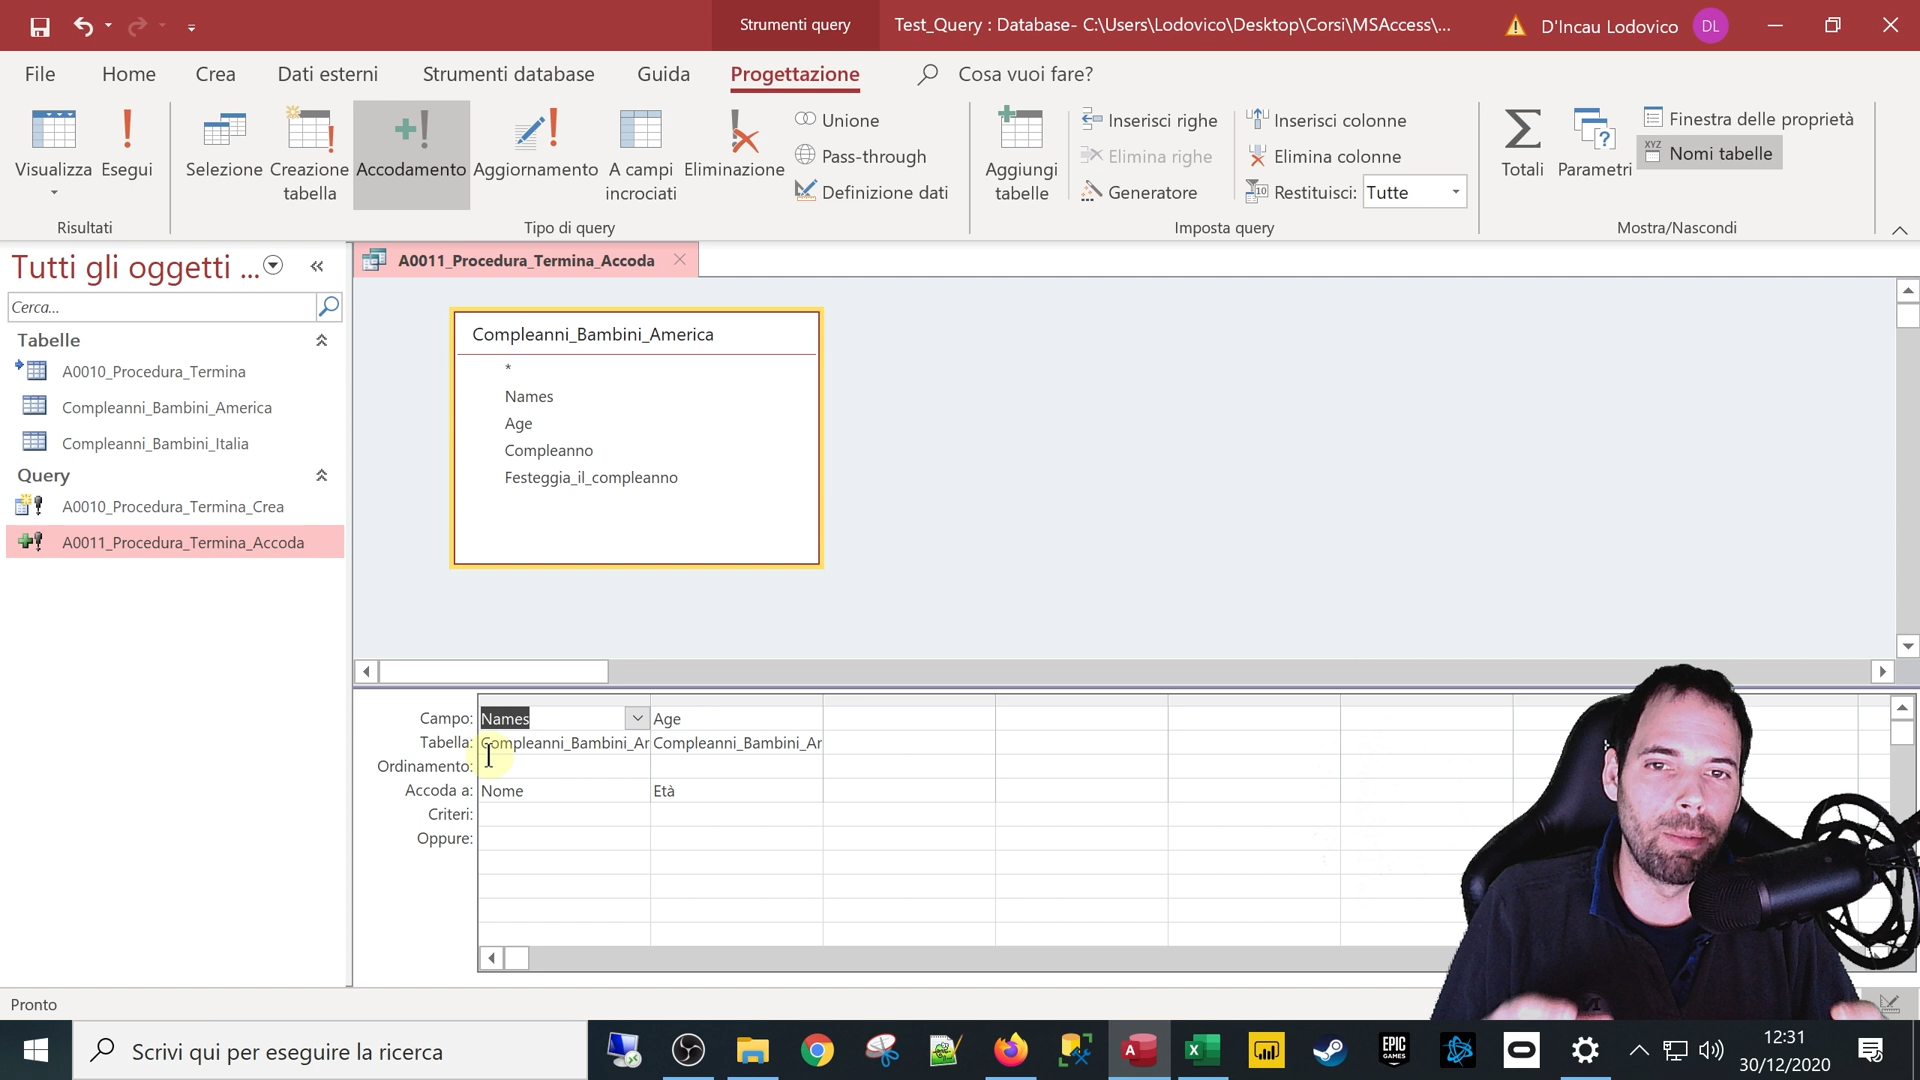 Strumenti query
Test_Query : Database- C:\Users\Lodovico\Desktop\Corsi\MSAccess\...
D'Incau Lodovico
DL
File
Home
Crea
Dati esterni
Strumenti database
Guida
Progettazione
Cosa vuoi fare?
Visualizza
Esegui
Risultati
Selezione
Creazione
tabella
Accodamento
Aggiornamento
A campi
incrociati
Eliminazione
Unione
Pass-through
Definizione dati
Tipo di query
Aggiungi
tabelle
Inserisci righe
Elimina righe
Generatore
Inserisci colonne
Elimina colonne
Restituisci: Tutte
Imposta query
Totali
Parametri
Finestra delle proprietà
Nomi tabelle
Mostra/Nascondi
Tutti gli oggetti ...
Cerca...
Tabelle
A0010_Procedura_Termina
Compleanni_Bambini_America
Compleanni_Bambini_Italia
Query
A0010_Procedura_Termina_Crea
A0011_Procedura_Termina_Accoda
A0011_Procedura_Termina_Accoda
Compleanni_Bambini_America
*
Names
Age
Compleanno
Festeggia_il_compleanno
Campo: Names Age
Tabella: Compleanni_Bambini_Ar Compleanni_Bambini_Ar
Ordinamento:
Accoda a: Nome Età
Criteri:
Oppure:
Pronto
Scrivi qui per eseguire la ricerca
EPIC
GAMES
12:31
30/12/2020